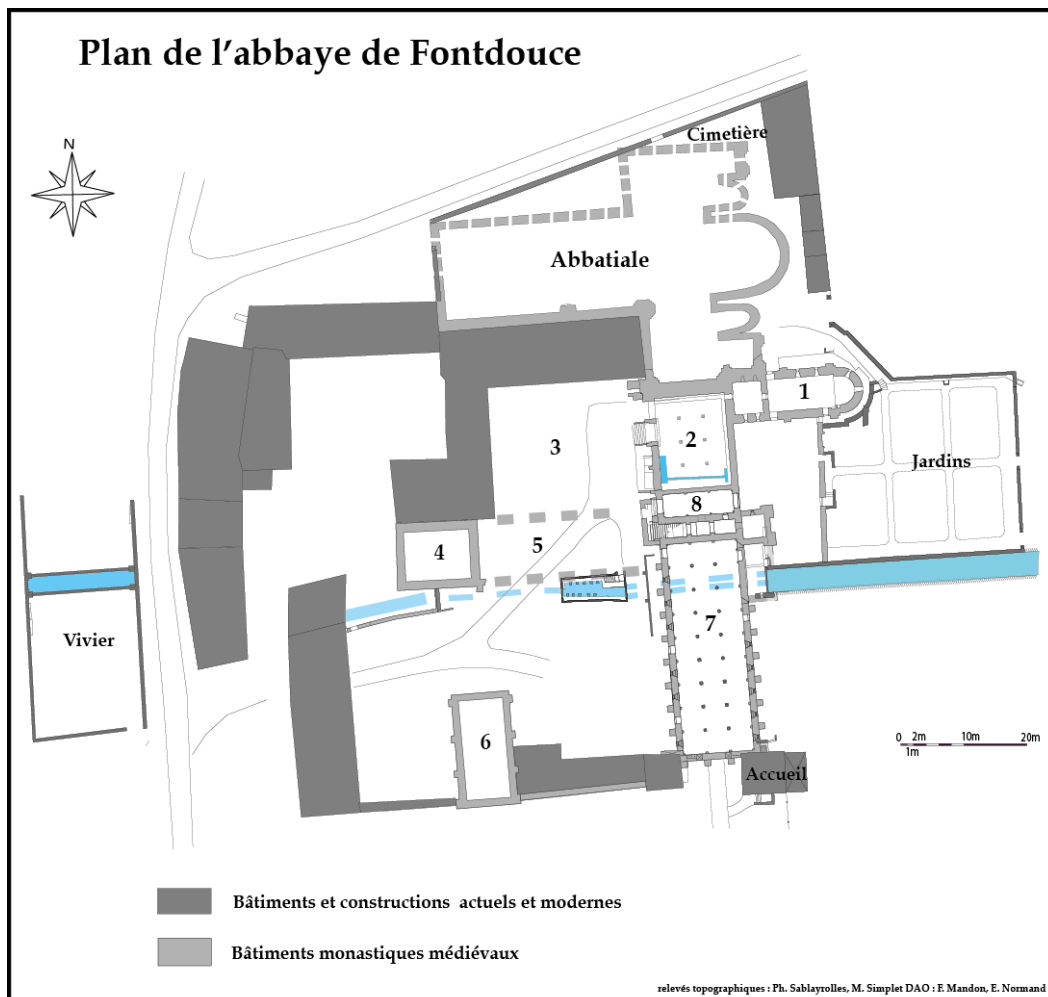 Plan de l'abbaye de Fontdouce
N
Cimetière
Abbatiale
1
2
3
Jardins
8
4
5
Vivier
7
6
0 2m 10m 20m
1m
Accueil
Bâtiments et constructions actuels et modernes
Bâtiments monastiques médiévaux
relevés topographiques : Ph. Sablayrolles, M. Simplet DAO : F. Mandon, E. Normand